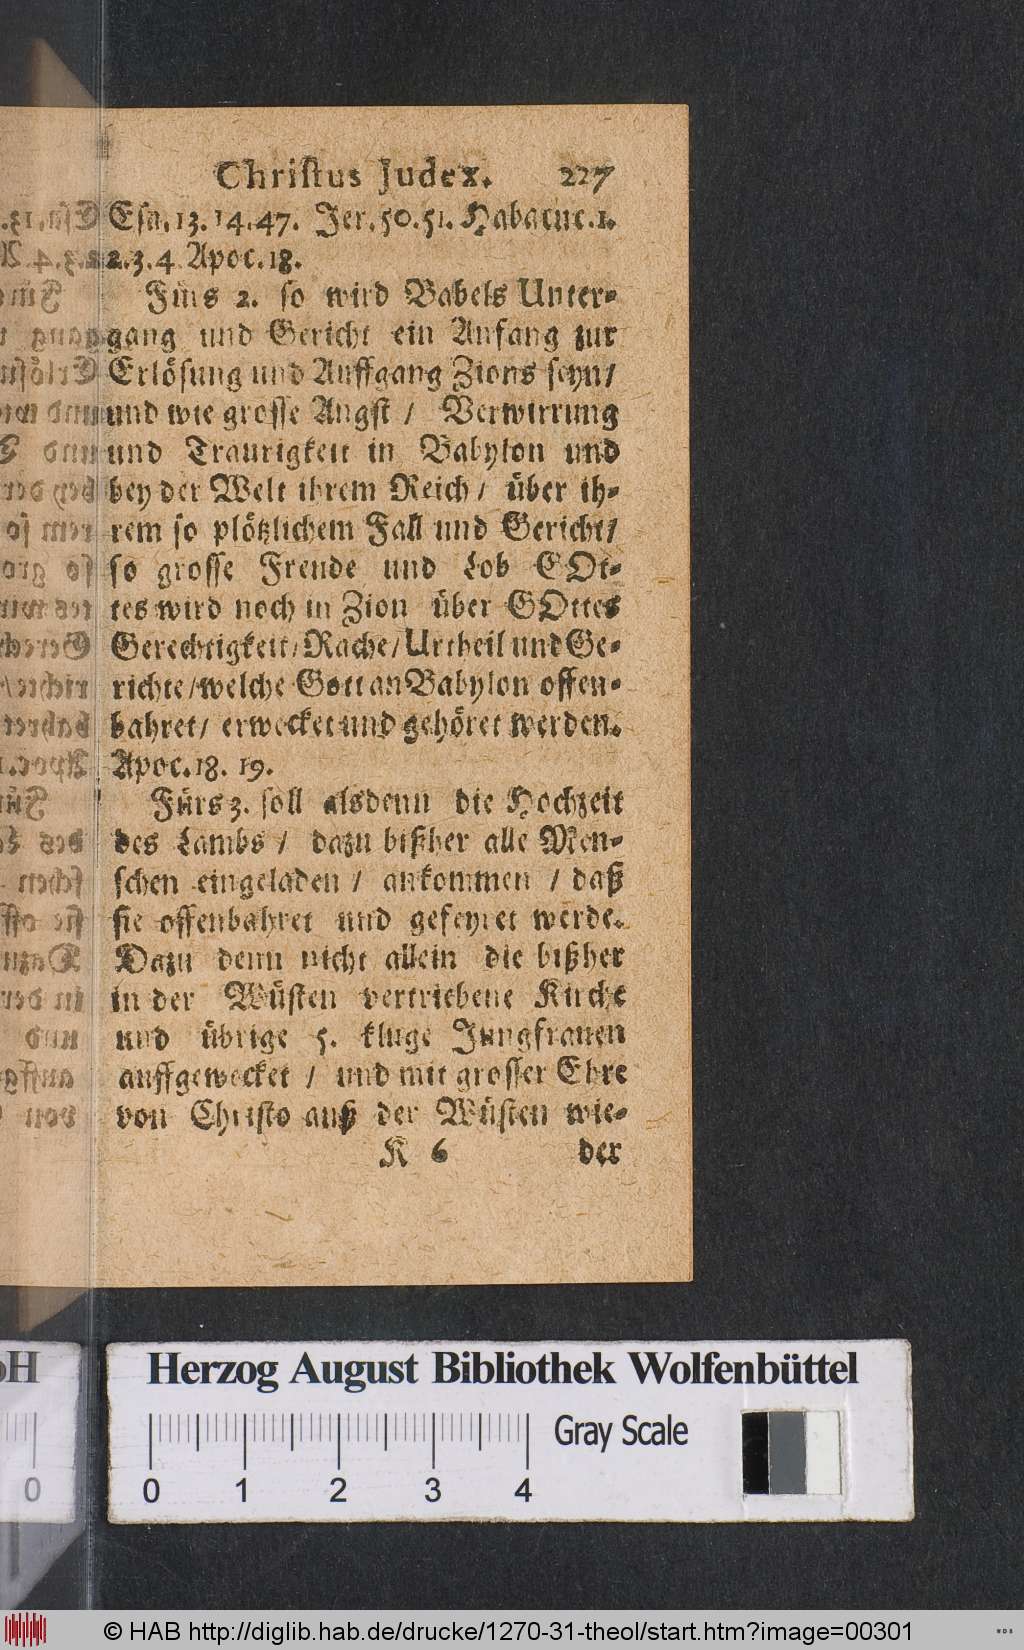 Christus Judex. 227
Esa. 13. 14. 47. Jer. 50. 51. Habacuc. 1.
2. 3. 4 Apoc. 18.
Fürs 2. so wird Babels Unter-
gang und Gericht ein Anfang zur
Erlösung und Auffgang Zions seyn/
und wie grosse Angst / Verwirrung
und Traurigkeit in Babylon und
bey der Welt ihrem Reich / über ih-
rem so plötzlichem Fall und Gericht/
so grosse Freude und Lob GOt-
tes wird noch in Zion über GOttes
Gerechtigkeit/ Rache/ Urtheil und Ge-
richte/ welche Gott an Babylon offen-
bahret/ erwecket und gehöret werden.
Apoc. 18. 19.
Fürs 3. soll alsdenn die Hochzeit
des Lambs / dazu bißher alle Men-
schen eingeladen / ankommen / daß
sie offenbahret und gefeyret werde.
Dazu denn nicht allein die bißher
in der Wüsten vertriebene Kirche
und übrige 5. kluge Jungfrauen
auffgewecket / und mit grosser Ehre
von Christo auß der Wüsten wie-
K 6 der
Herzog August Bibliothek Wolfenbüttel
Gray Scale
0 1 2 3 4
0
© HAB http://diglib.hab.de/drucke/1270-31-theol/start.htm?image=00301